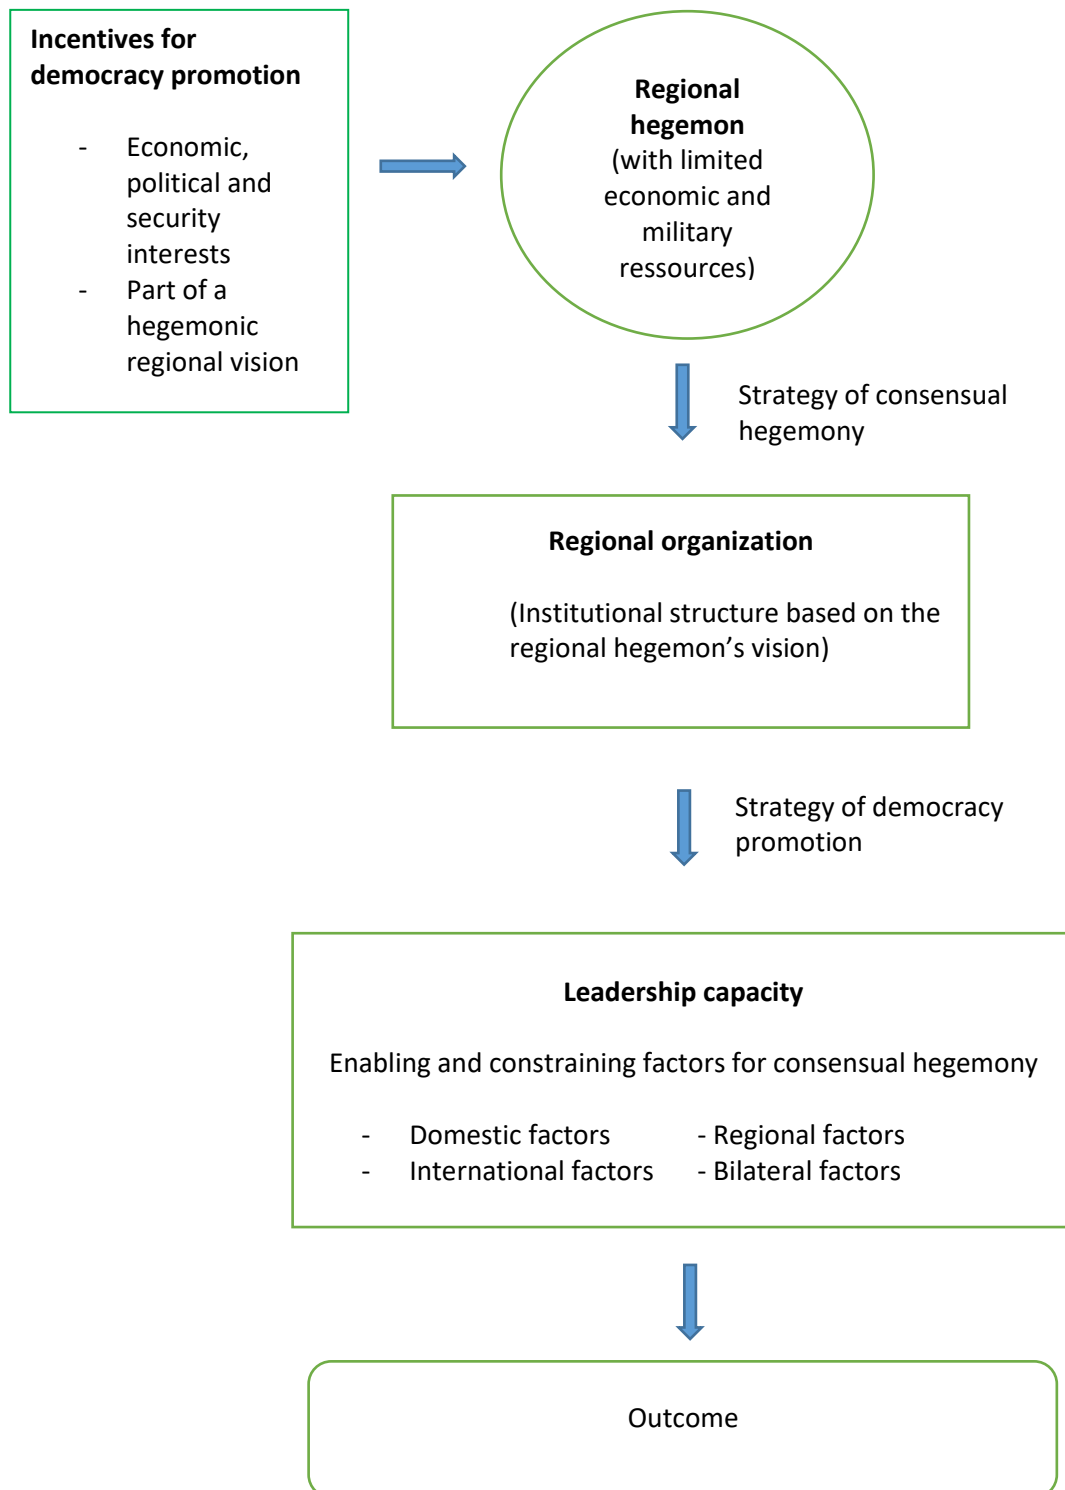 Incentives for
democracy promotion
- Economic,
political and
security
interests
- Part of a
hegemonic
regional vision
Regional
hegemon
(with limited
economic and
military
ressources)
Strategy of consensual
hegemony
Regional organization
(Institutional structure based on the
regional hegemon’s vision)
Strategy of democracy
promotion
Leadership capacity
Enabling and constraining factors for consensual hegemony
- Domestic factors - Regional factors
- International factors - Bilateral factors
Outcome